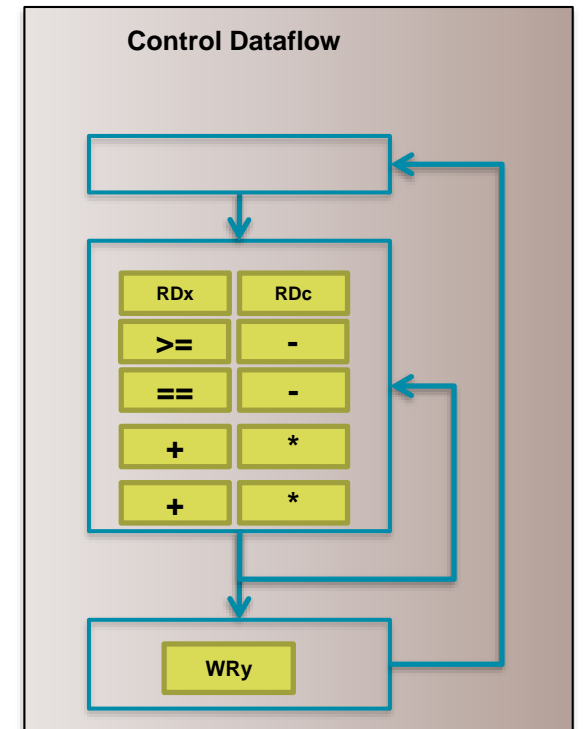 Control Dataflow
RDx RDc
>= -
== -
+ *
+ *
WRy